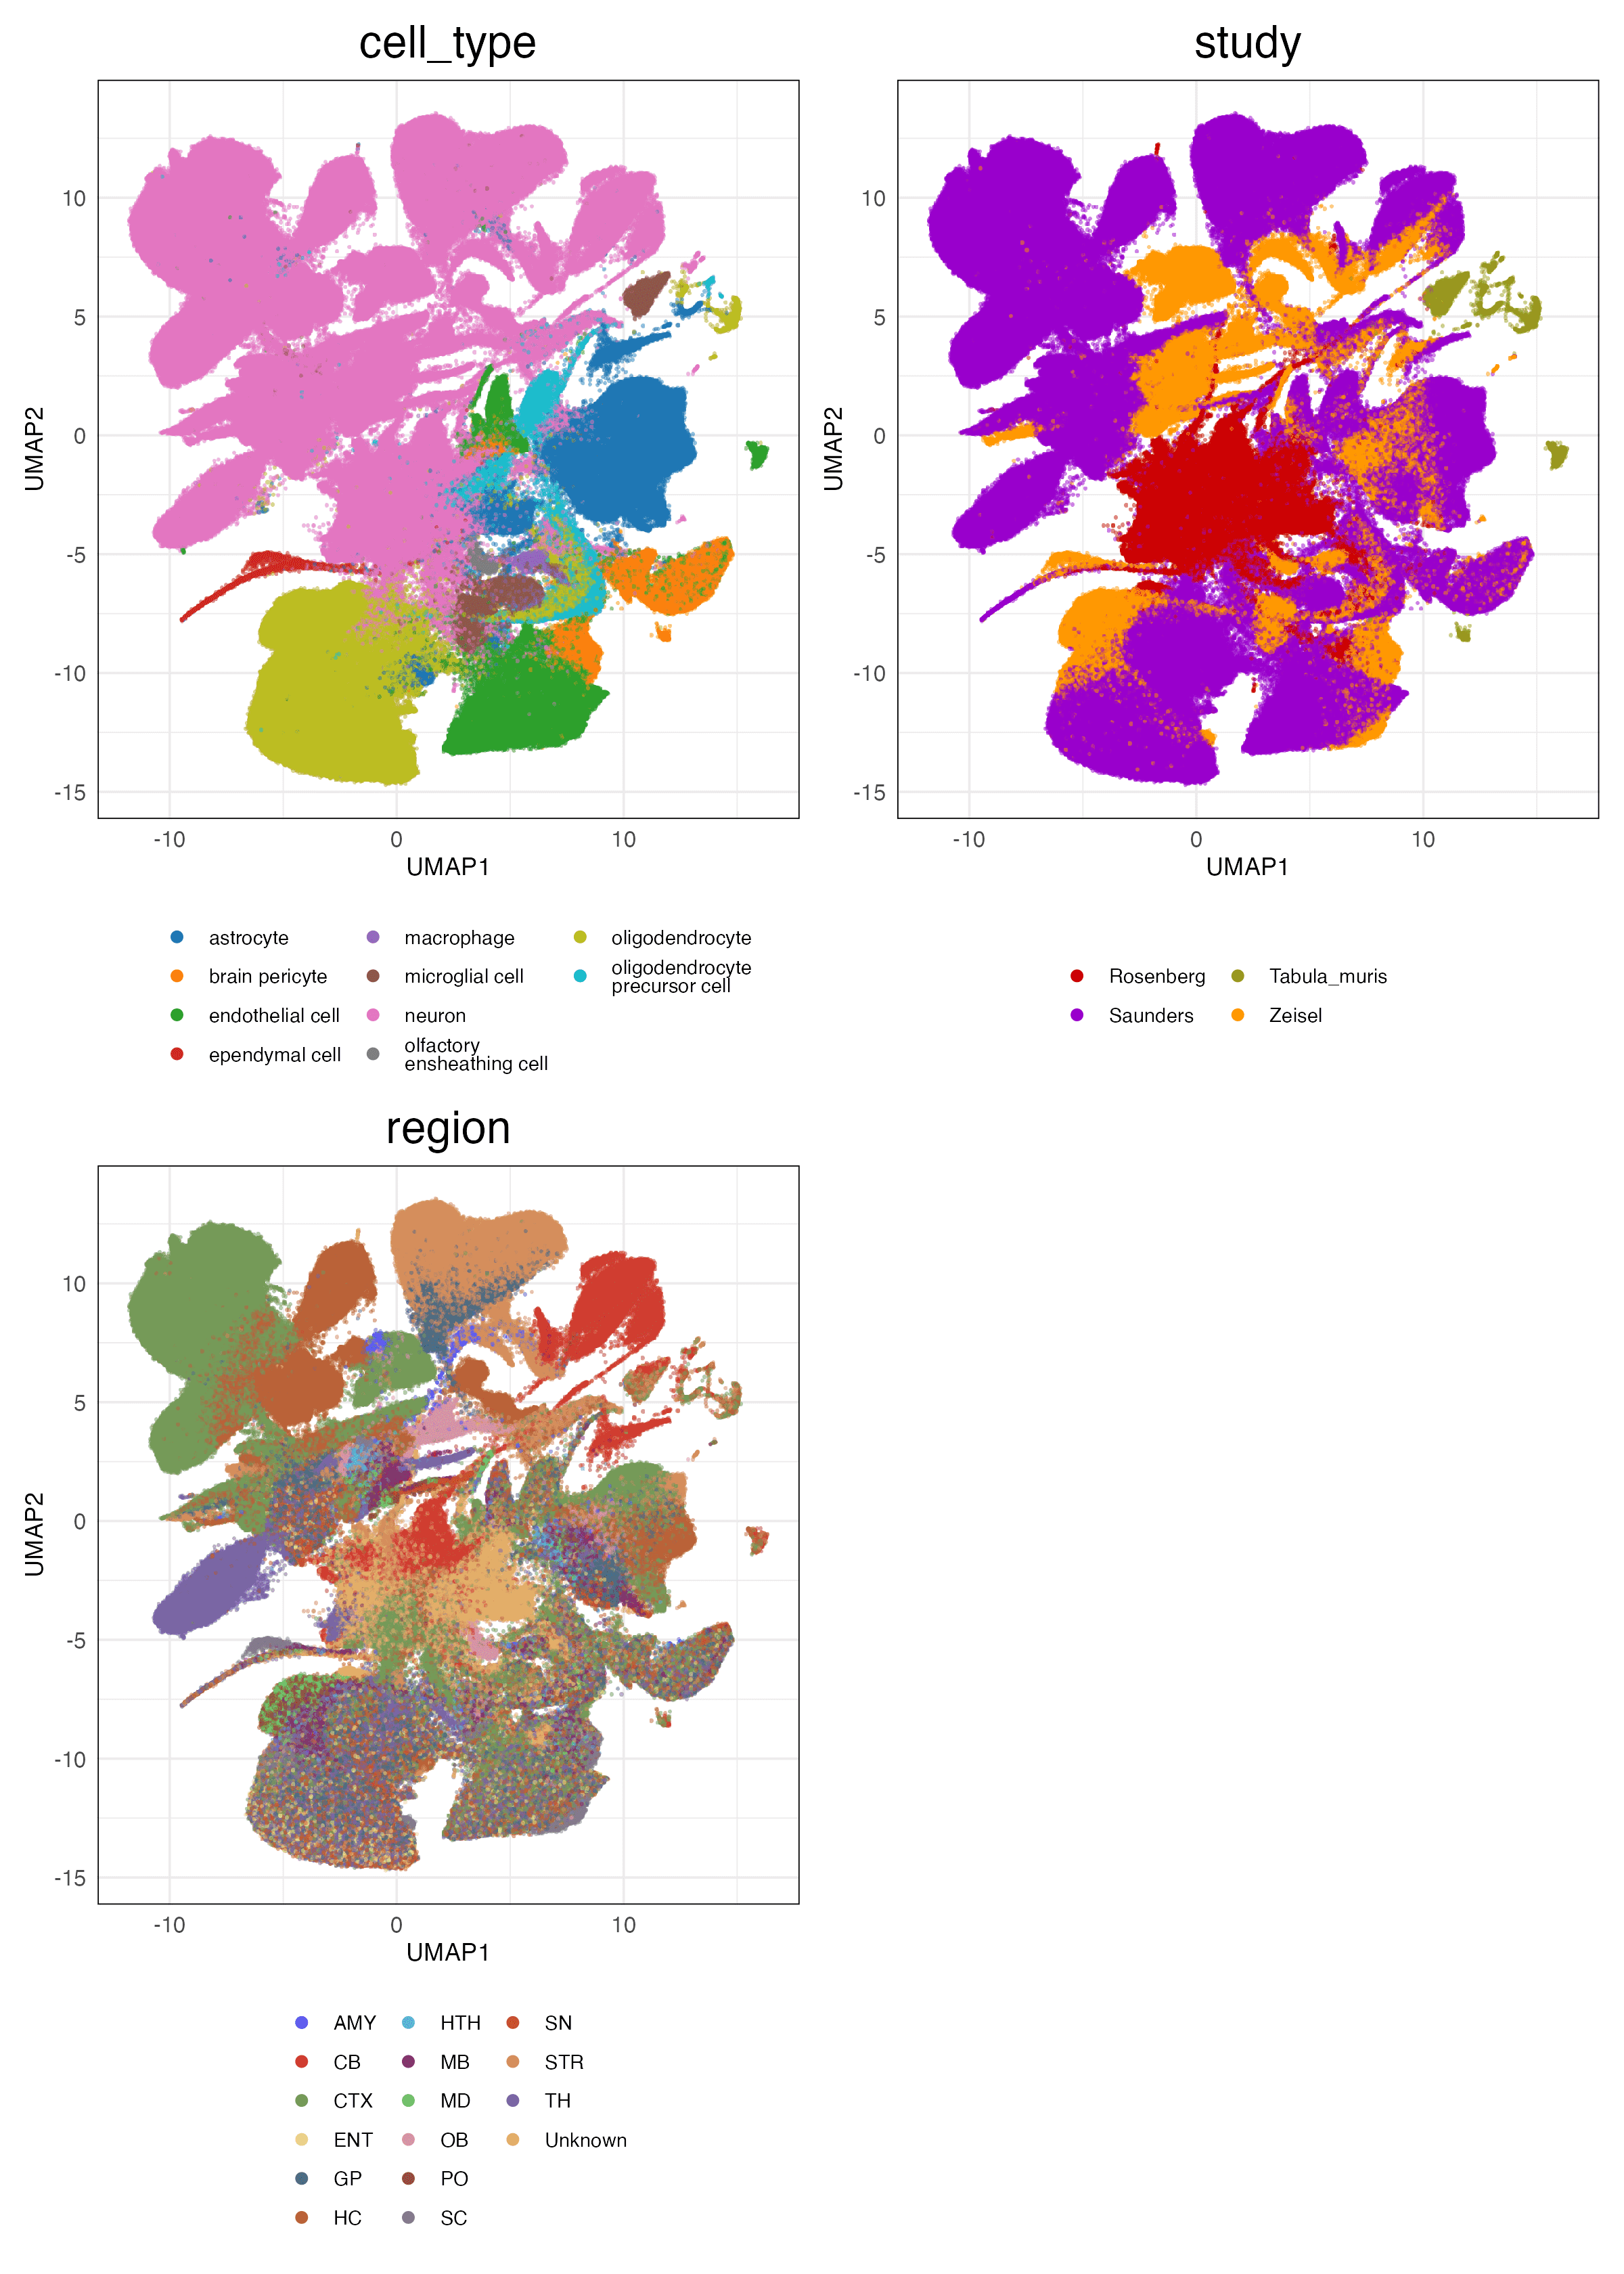 cell_type
study
10
5
0
-5
-10
-15
UMAP2
-10
0
10
UMAP1
10
5
0
-5
-10
-15
UMAP2
-10
0
10
UMAP1
astrocyte
brain pericyte
endothelial cell
ependymal cell
macrophage
microglial cell
neuron
olfactory
ensheathing cell
oligodendrocyte
oligodendrocyte
precursor cell
Rosenberg
Saunders
Tabula_muris
Zeisel
region
10
5
0
-5
-10
-15
UMAP2
-10
0
10
UMAP1
AMY
CB
CTX
ENT
GP
HC
HTH
MB
MD
OB
PO
SC
SN
STR
TH
Unknown